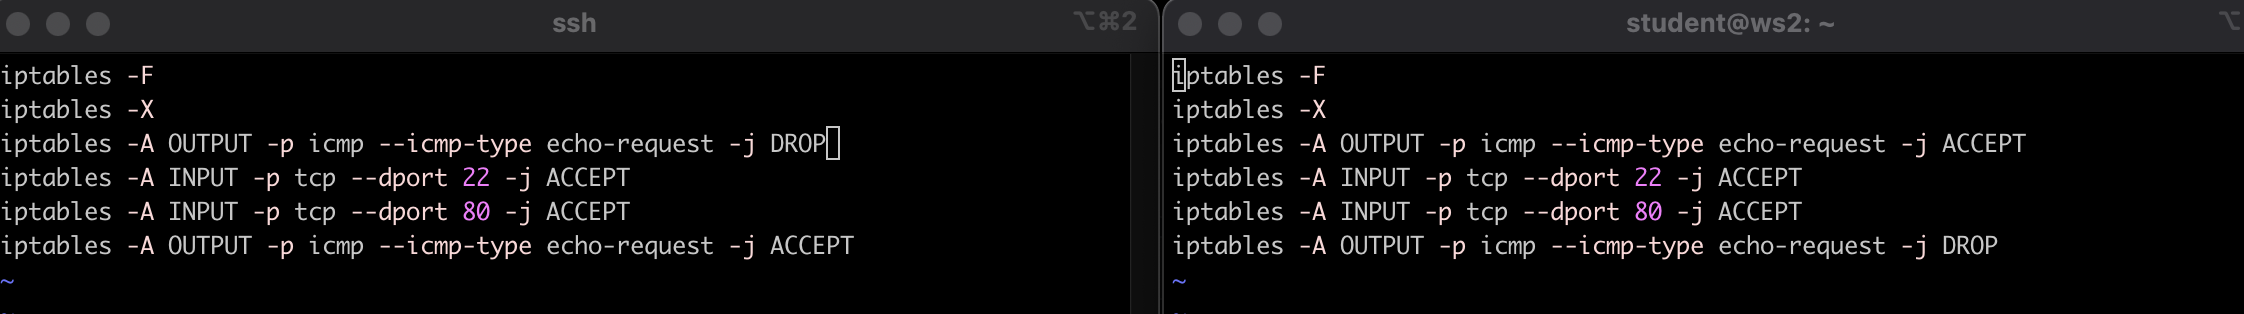 ssh
⌥⌘2
iptables -F
iptables -X
iptables -A OUTPUT -p icmp --icmp-type echo-request -j DROP
iptables -A INPUT -p tcp --dport 22 -j ACCEPT
iptables -A INPUT -p tcp --dport 80 -j ACCEPT
iptables -A OUTPUT -p icmp --icmp-type echo-request -j ACCEPT
~
student@ws2: ~
⌥
iptables -F
iptables -X
iptables -A OUTPUT -p icmp --icmp-type echo-request -j ACCEPT
iptables -A INPUT -p tcp --dport 22 -j ACCEPT
iptables -A INPUT -p tcp --dport 80 -j ACCEPT
iptables -A OUTPUT -p icmp --icmp-type echo-request -j DROP
~